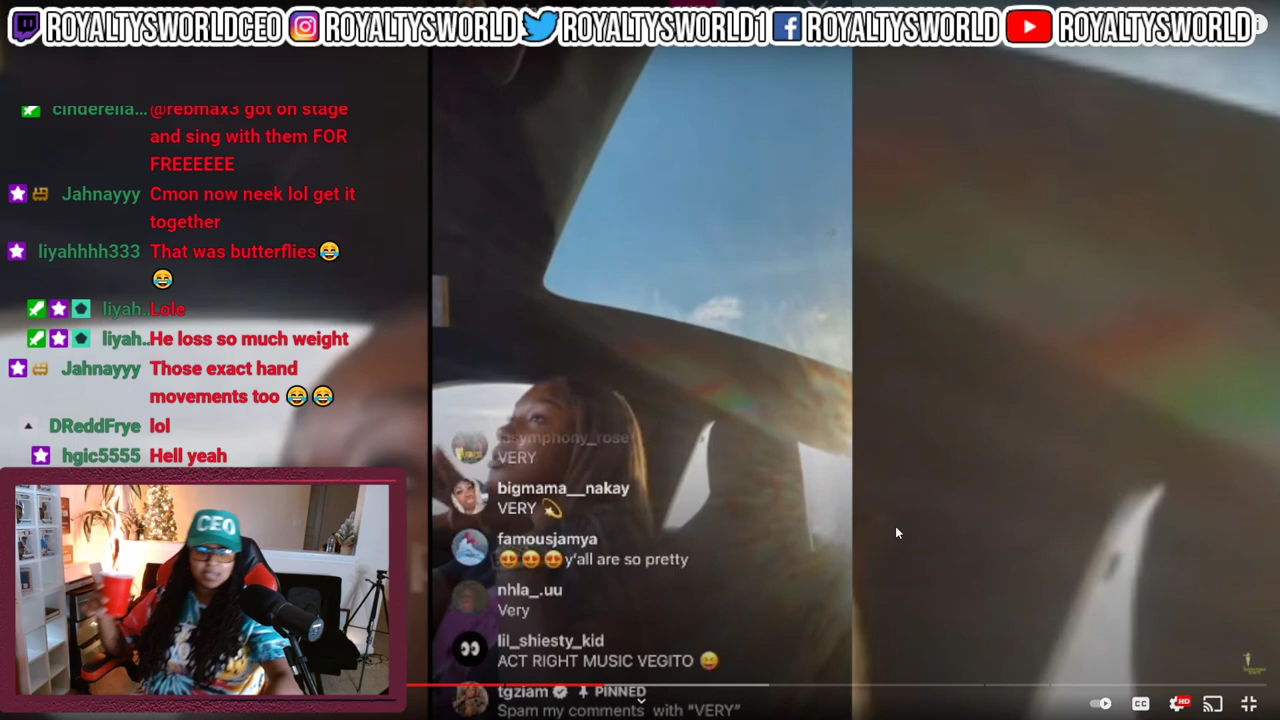 ROYALTYSWORLDCEO ROYALTYSWORLD ROYALTYSWORLD1 ROYALTYSWORLD ROYALTYSWORLD
cinderella... @rebmax3 got on stage
and sing with them FOR
FREEEEEE
Jahnayyy Cmon now neek lol get it
together
liyahhhh333 That was butterflies😂
😂
liyah.. Lole
liyah.. He loss so much weight
Jahnayyy Those exact hand
movements too 😂😂
DReddFrye lol
hgic5555 Hell yeah
CEO
VERY
bigmama__nakay
VERY 💫
famousjamya
😍😍😍y'all are so pretty
nhla_.uu
Very
lil_shiesty_kid
ACT RIGHT MUSIC VEGITO 😛
tgziam PINNED
Spam my comments with "VERY"
CC HD